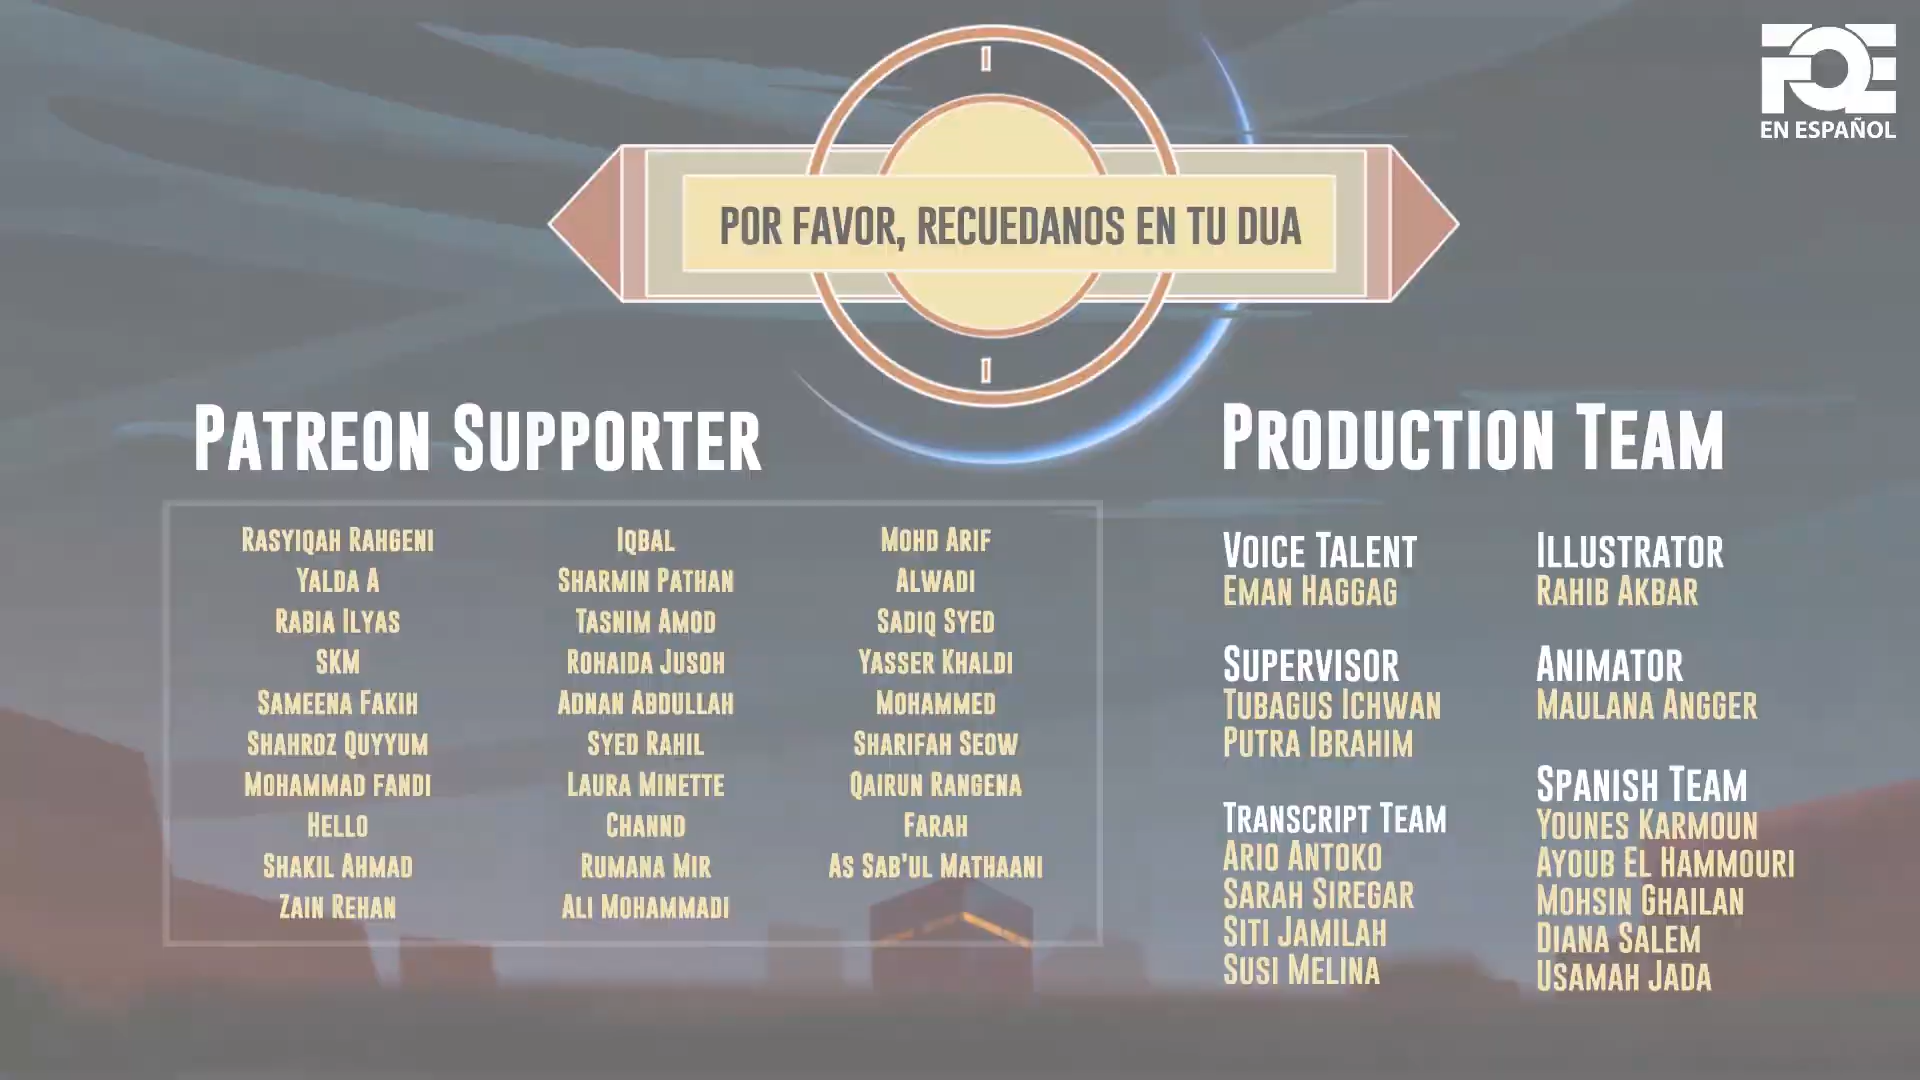 FQE
EN ESPAÑOL
POR FAVOR, RECUEDANOS EN TU DUA
PATREON SUPPORTER
RASYIQAH RAHGENI
YALDA A
RABIA ILYAS
SKM
SAMEENA FAKIH
SHAHROZ QUYYUM
MOHAMMAD FANDI
HELLO
SHAKIL AHMAD
ZAIN REHAN
IQBAL
SHARMIN PATHAN
TASNIM AMOD
ROHAIDA JUSOH
ADNAN ABDULLAH
SYED RAHIL
LAURA MINETTE
CHANND
RUMANA MIR
ALI MOHAMMADI
MOHD ARIF
ALWADI
SADIQ SYED
YASSER KHALDI
MOHAMMED
SHARIFAH SEOW
QAIRUN RANGENA
FARAH
AS SAB'UL MATHAANI
PRODUCTION TEAM
VOICE TALENT
EMAN HAGGAG
SUPERVISOR
TUBAGUS ICHWAN
PUTRA IBRAHIM
TRANSCRIPT TEAM
ARIO ANTOKO
SARAH SIREGAR
SITI JAMILAH
SUSI MELINA
ILLUSTRATOR
RAHIB AKBAR
ANIMATOR
MAULANA ANGGER
SPANISH TEAM
YOUNES KARMOUN
AYOUB EL HAMMOURI
MOHSIN GHAILAN
DIANA SALEM
USAMAH JADA